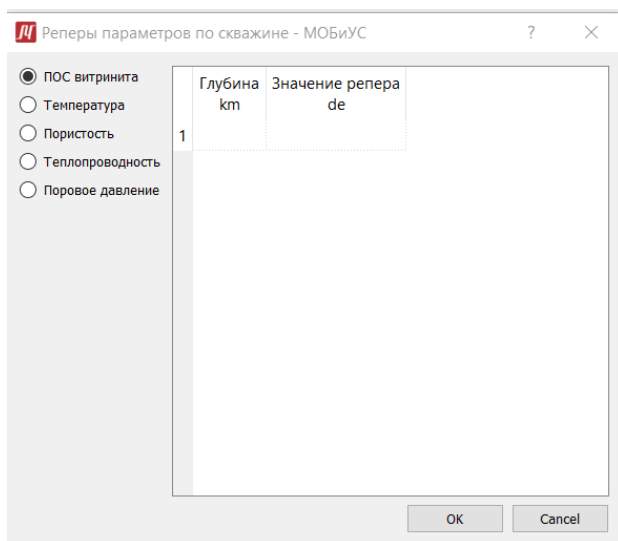 Реперы параметров по скважине - МОБиУС
?
ПОС витринита
Температура
Пористость
Теплопроводность
Поровое давление
Глубина Значение репера
km de
1
OK Cancel